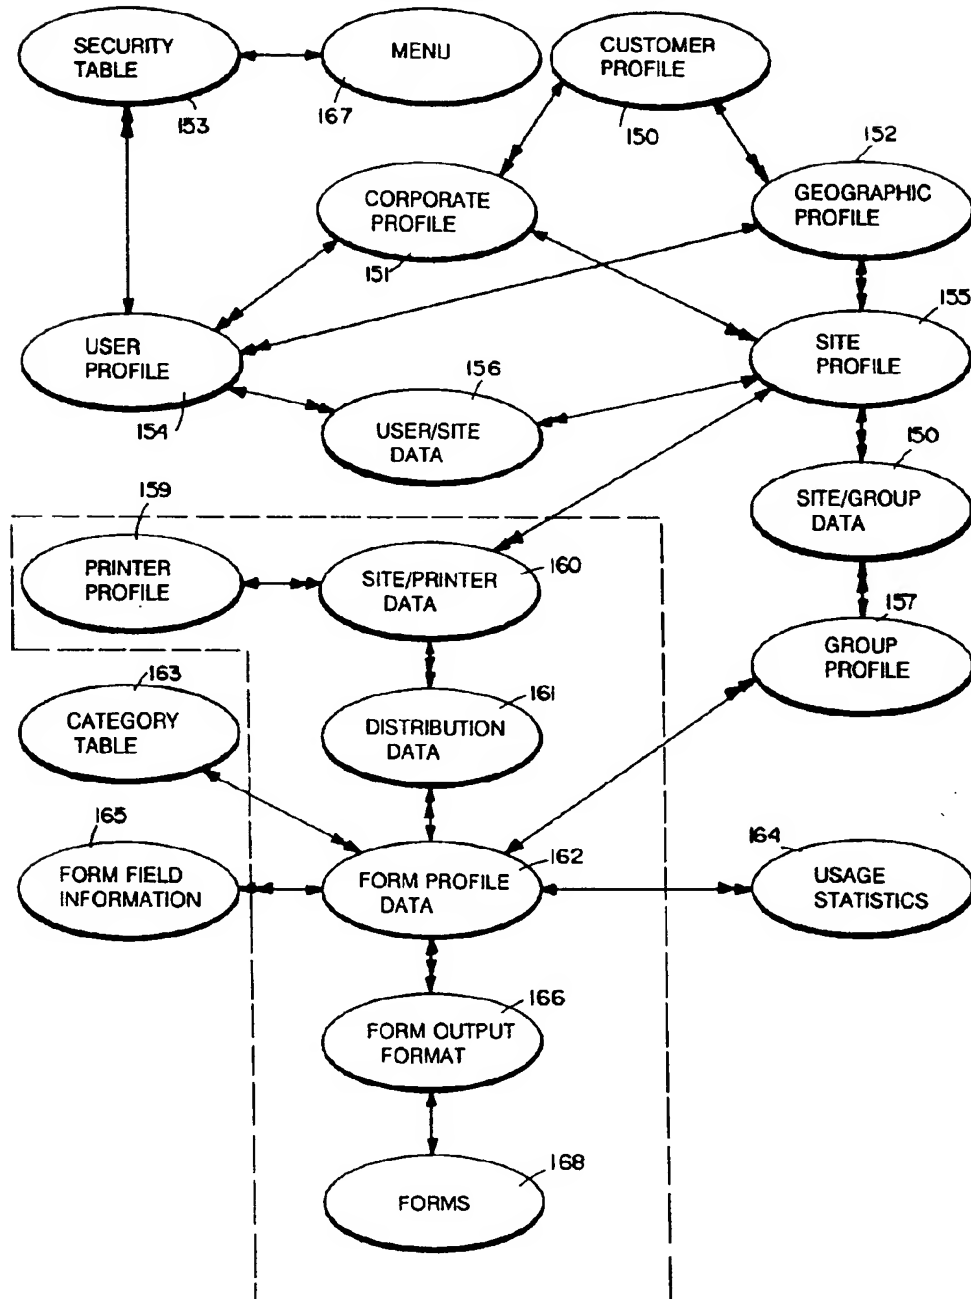 SECURITY
TABLE
153
MENU
167
CUSTOMER
PROFILE
150
152
CORPORATE
PROFILE
151
GEOGRAPHIC
PROFILE
155
USER
PROFILE
154
SITE
PROFILE
156
USER/SITE
DATA
150
SITE/GROUP
DATA
159
PRINTER
PROFILE
SITE/PRINTER
DATA
160
157
GROUP
PROFILE
163
CATEGORY
TABLE
161
DISTRIBUTION
DATA
165
FORM FIELD
INFORMATION
162
FORM PROFILE
DATA
164
USAGE
STATISTICS
166
FORM OUTPUT
FORMAT
168
FORMS